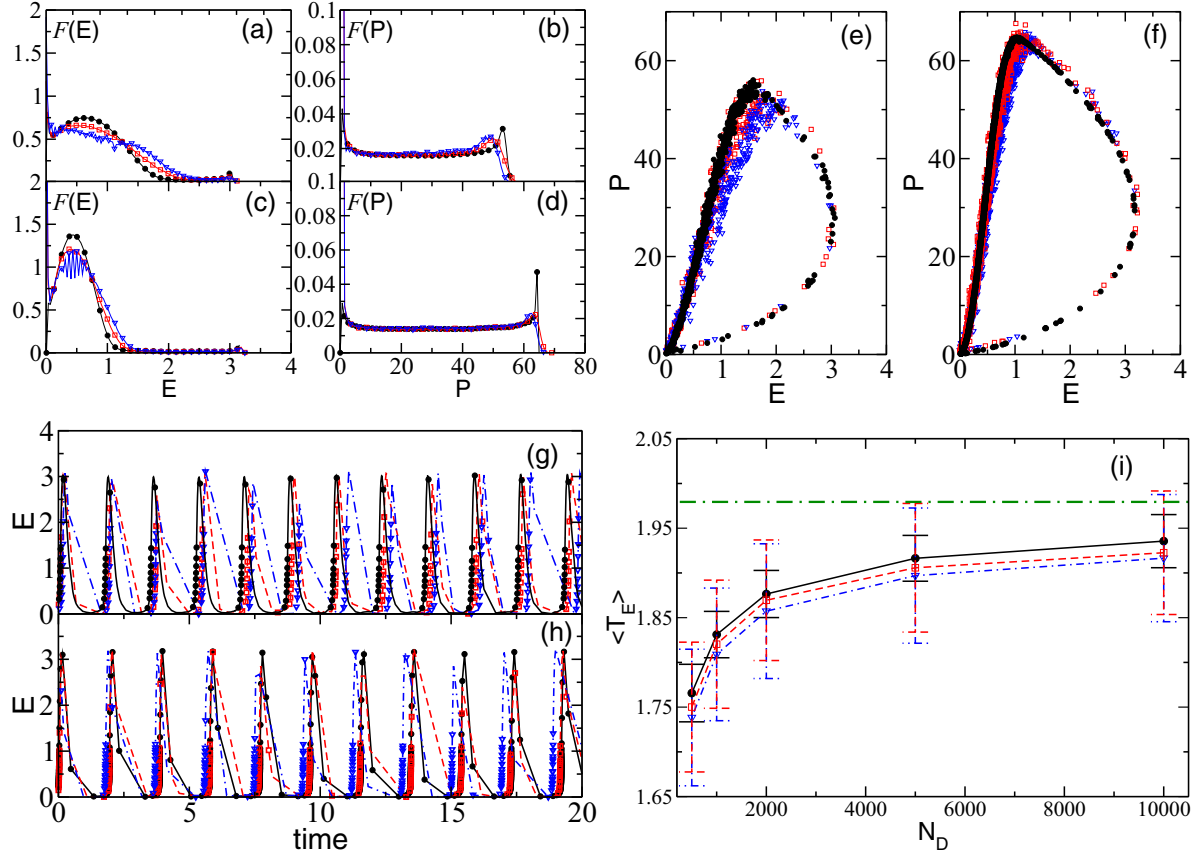 F(E) (a)
2
1.5
1
0.5
2
F(P) (b)
0.1
0.08
0.06
0.04
0.02
0.1
F(E) (c)
1.5
1
0.5
0
0 1 2 3 4
E
F(P) (d)
0.08
0.06
0.04
0.02
0
0 20 40 60 80
P
(e)
P
60
40
20
0
0 1 2 3 4
E
(f)
P
60
40
20
0
0 1 2 3 4
E
(g)
E
4
3
2
1
0
(h)
E
3
2
1
0
0 5 10 15 20
time
(i)
<T_E>
2.05
1.95
1.85
1.75
1.65
2000 4000 6000 8000 10000
N_D